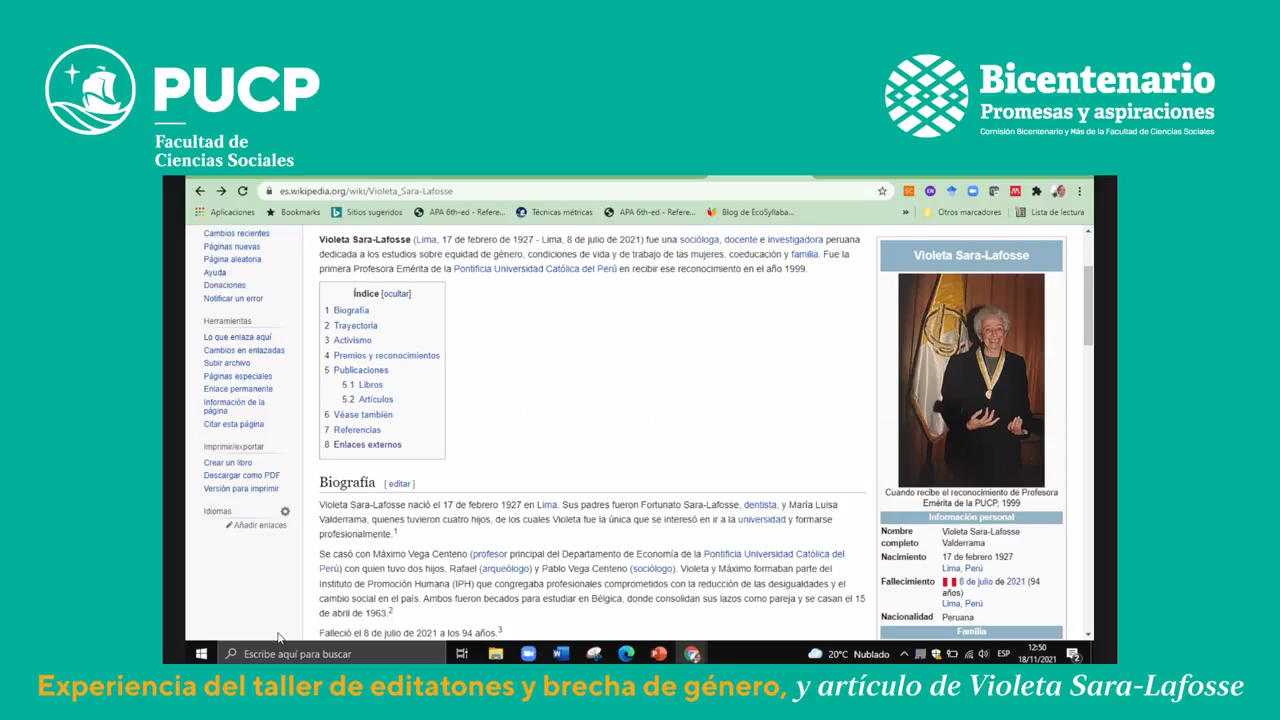 PUCP
Facultad de
Ciencias Sociales
Bicentenario
Promesas y aspiraciones
Comisión Bicentenario y Más de la Facultad de Ciencias Sociales
es.wikipedia.org/wiki/Violeta_Sara-Lafosse
Aplicaciones
Bookmarks
Sitios sugeridos
APA 6th-ed - Refere...
Técnicas métricas
APA 6th-ed - Refere...
Blog de EcoSyllaba...
»
Otros marcadores
Lista de lectura
Cambios recientes
Páginas nuevas
Página aleatoria
Ayuda
Donaciones
Notificar un error
Herramientas
Lo que enlaza aquí
Cambios en enlazadas
Subir archivo
Páginas especiales
Enlace permanente
Información de la
página
Citar esta página
Imprimir/exportar
Crear un libro
Descargar como PDF
Versión para imprimir
Idiomas
Añadir enlaces
Violeta Sara-Lafosse (Lima, 17 de febrero de 1927 - Lima, 8 de julio de 2021) fue una socióloga, docente e investigadora peruana
dedicada a los estudios sobre equidad de género, condiciones de vida y de trabajo de las mujeres, coeducación y familia. Fue la
primera Profesora Emérita de la Pontificia Universidad Católica del Perú en recibir ese reconocimiento en el año 1999.
Índice [ocultar]
1 Biografía
2 Trayectoria
3 Activismo
4 Premios y reconocimientos
5 Publicaciones
5.1 Libros
5.2 Artículos
6 Véase también
7 Referencias
8 Enlaces externos
Biografía [ editar ]
Violeta Sara-Lafosse nació el 17 de febrero de 1927 en Lima. Sus padres fueron Fortunato Sara-Lafosse, dentista, y María Luisa
Valderrama, quienes tuvieron cuatro hijos, de los cuales Violeta fue la única que se interesó en ir a la universidad y formarse
profesionalmente.1
Se casó con Máximo Vega Centeno (profesor principal del Departamento de Economía de la Pontificia Universidad Católica del
Perú) con quien tuvo dos hijos. Rafael (arqueólogo) y Pablo Vega Centeno (sociólogo). Violeta y Máximo formaban parte del
Instituto de Promoción Humana (IPH) que congregaba profesionales comprometidos con la reducción de las desigualdades y el
cambio social en el país. Ambos fueron becados para estudiar en Bélgica, donde consolidan sus lazos como pareja y se casan el 15
de abril de 1963.2
Falleció el 8 de julio de 2021 a los 94 años.3
Violeta Sara-Lafosse
Cuando recibe el reconocimiento de Profesora
Emérita de la PUCP, 1999
Información personal
Nombre completo Violeta Sara-Lafosse Valderrama
Nacimiento 17 de febrero 1927
Lima, Perú
Fallecimiento 8 de julio de 2021 (94
años)
Lima, Perú
Nacionalidad Peruana
Familia
Escribe aquí para buscar
20°C Nublado
ESP
12:50
18/11/2021
2
Experiencia del taller de editatones y brecha de género, y artículo de Violeta Sara-Lafosse